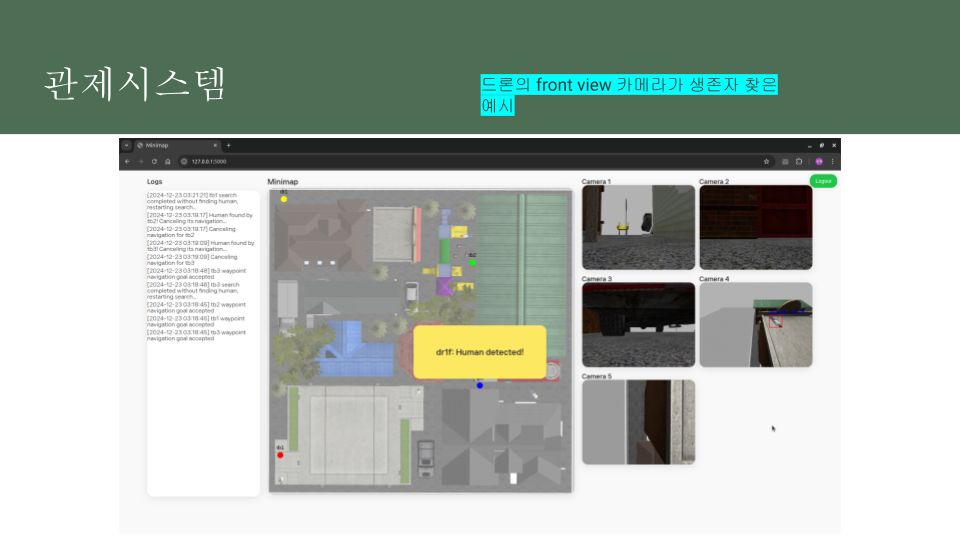 관제시스템
드론의 front view 카메라가 생존자 찾은
예시
Minimap
127.0.0.1:5000
Logs
[2024-12-23 03:21:21] tb1 search
completed without finding human,
restarting search...
[2024-12-23 03:19:17] Human found by
tb2! Canceling its navigation...
[2024-12-23 03:19:17] Canceling
navigation for tb2
[2024-12-23 03:19:09] Human found by
tb3! Canceling its navigation...
[2024-12-23 03:19:09] Canceling
navigation for tb3
[2024-12-23 03:18:48] tb3 waypoint
navigation goal accepted
[2024-12-23 03:18:46] tb3 search
completed without finding human,
restarting search...
[2024-12-23 03:18:45] tb2 waypoint
navigation goal accepted
[2024-12-23 03:18:45] tb1 waypoint
navigation goal accepted
[2024-12-23 03:18:45] tb3 waypoint
navigation goal accepted
Minimap
dr1
tb2
dr1f: Human detected!
tb1
Camera 1
Camera 2
Logout
Camera 3
Camera 4
Camera 5